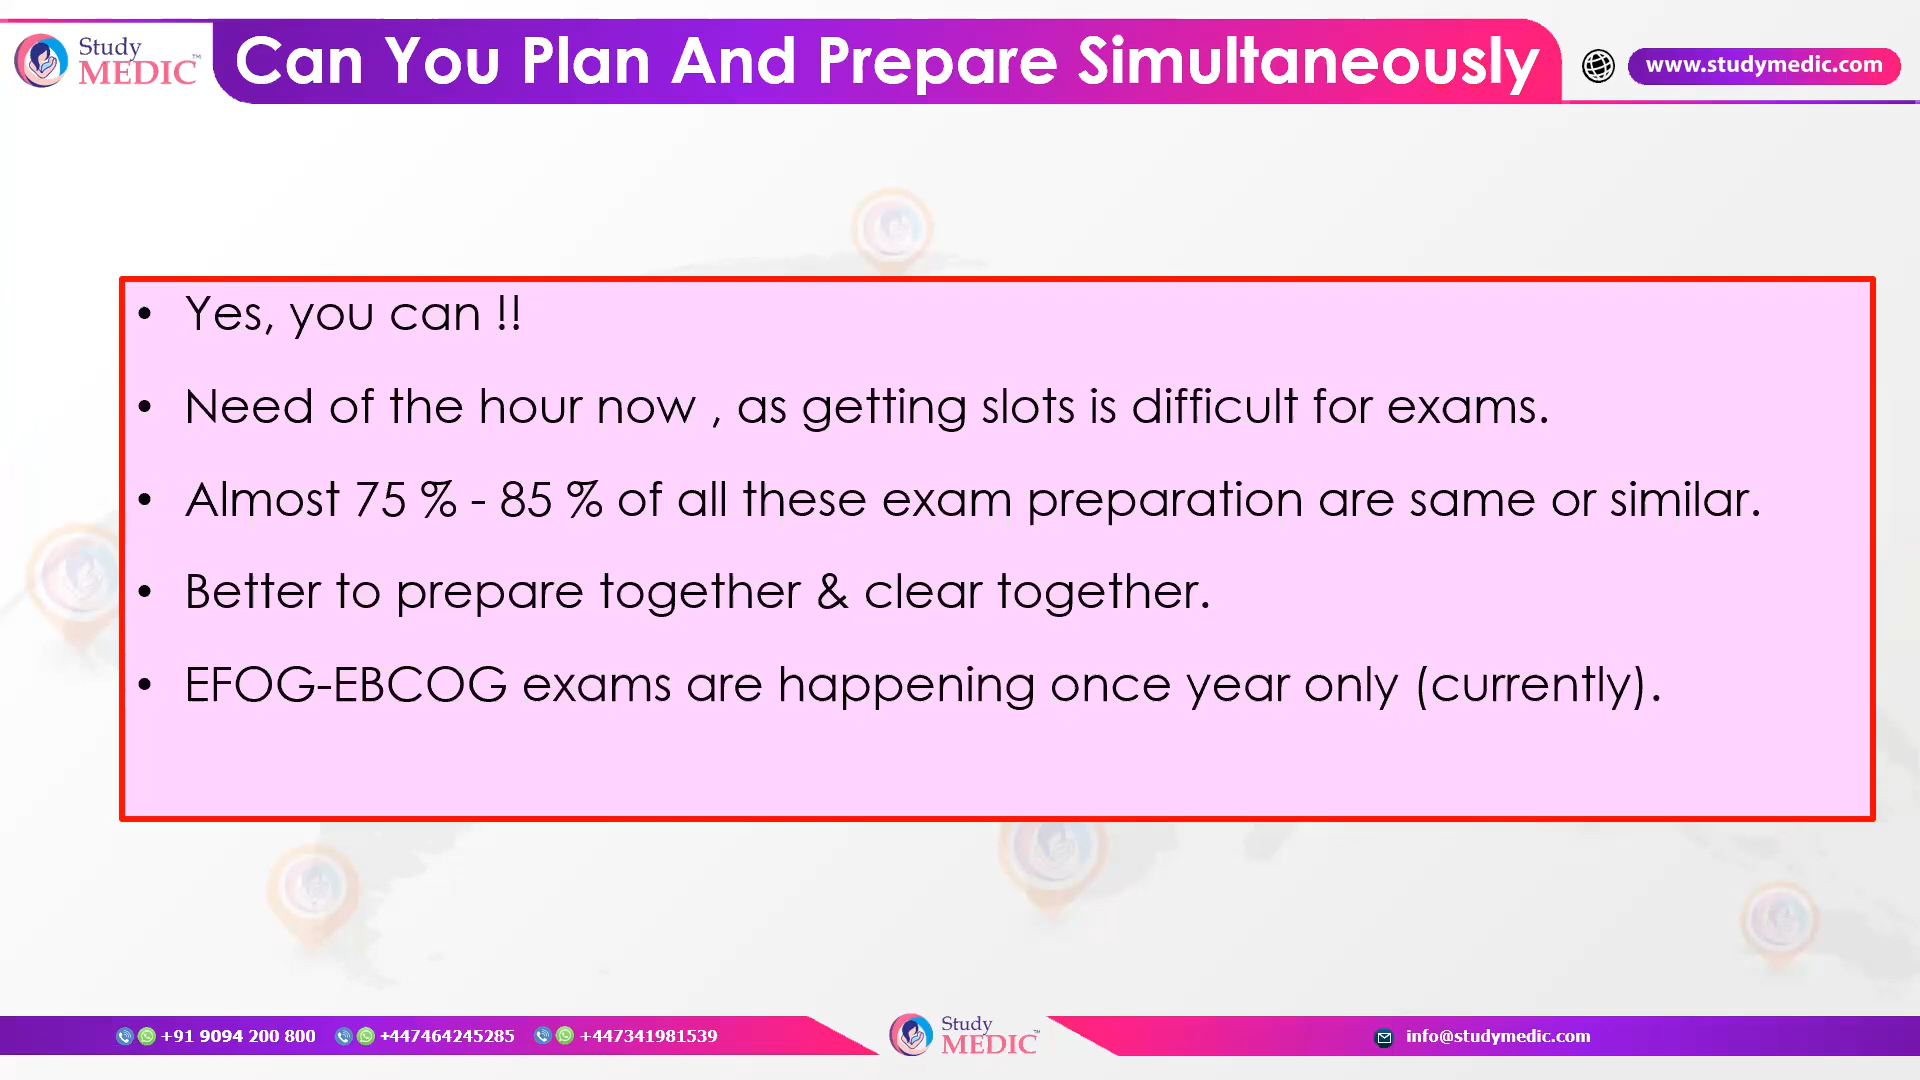 Study
MEDIC™
Can You Plan And Prepare Simultaneously
www.studymedic.com
• Yes, you can !!
• Need of the hour now , as getting slots is difficult for exams.
• Almost 75 % - 85 % of all these exam preparation are same or similar.
• Better to prepare together & clear together.
• EFOG-EBCOG exams are happening once year only (currently).
+91 9094 200 800 +447464245285 +447341981539
Study
MEDIC™
info@studymedic.com